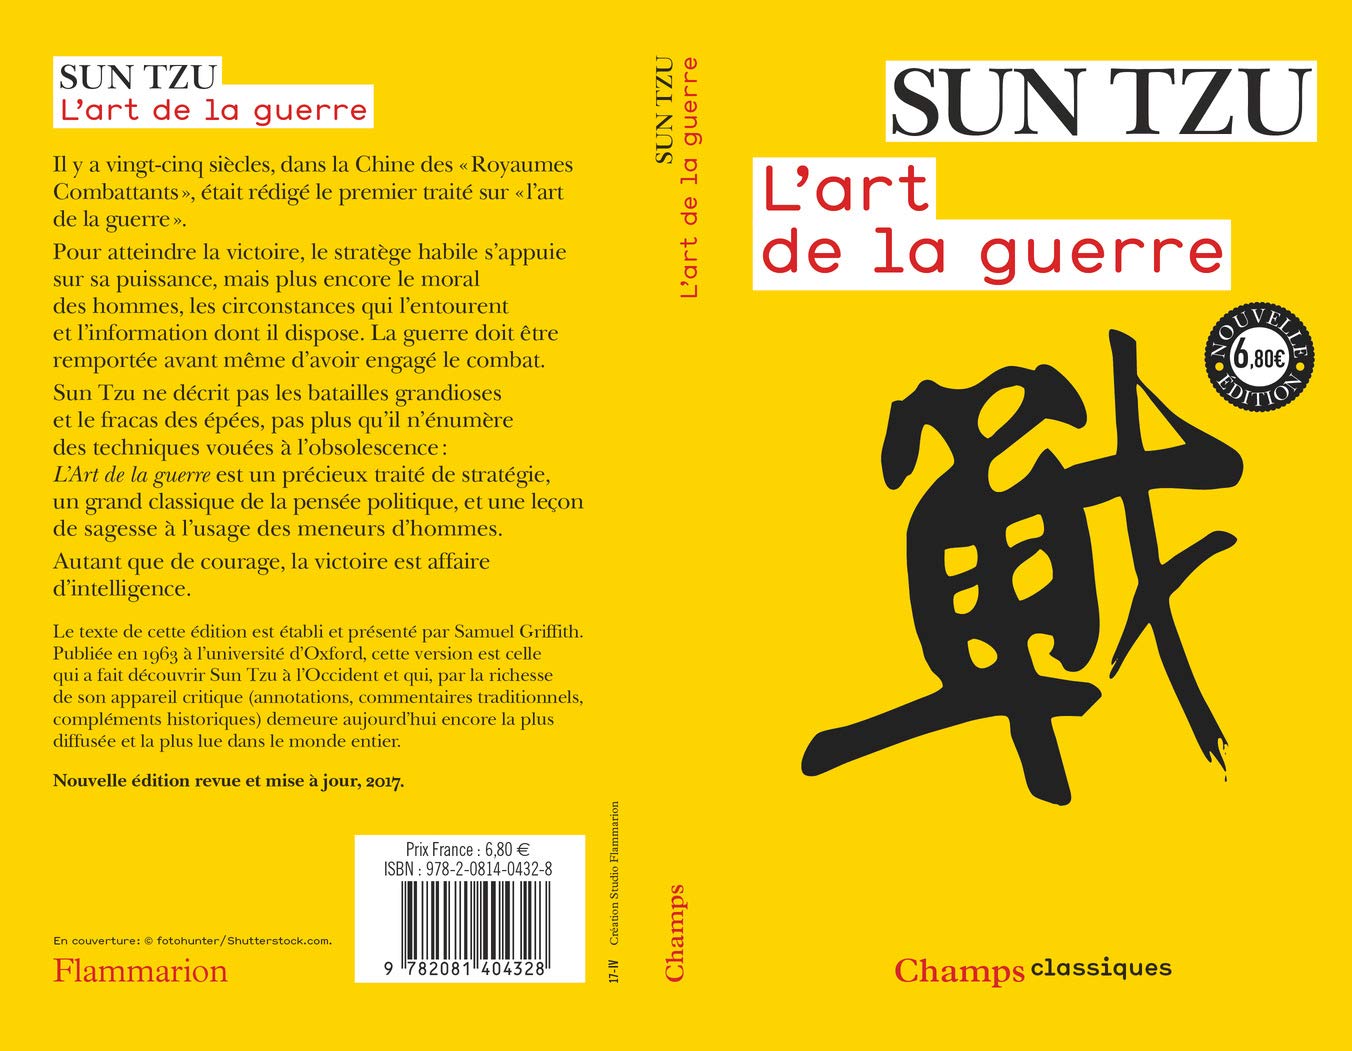 SUN TZU
L’art de la guerre
Il y a vingt-cinq siècles, dans la Chine des « Royaumes
Combattants », était rédigé le premier traité sur « l’art
de la guerre ».
Pour atteindre la victoire, le stratège habile s’appuie
sur sa puissance, mais plus encore le moral
des hommes, les circonstances qui l’entourent
et l’information dont il dispose. La guerre doit être
remportée avant même d’avoir engagé le combat.
Sun Tzu ne décrit pas les batailles grandioses
et le fracas des épées, pas plus qu’il n’énumère
des techniques vouées à l’obsolescence :
L’Art de la guerre est un précieux traité de stratégie,
un grand classique de la pensée politique, et une leçon
de sagesse à l’usage des meneurs d’hommes.
Autant que de courage, la victoire est affaire
d’intelligence.
Le texte de cette édition est établi et présenté par Samuel Griffith.
Publiée en 1963 à l’université d’Oxford, cette version est celle
qui a fait découvrir Sun Tzu à l’Occident et qui, par la richesse
de son appareil critique (annotations, commentaires traditionnels,
compléments historiques) demeure aujourd’hui encore la plus
diffusée et la plus lue dans le monde entier.
Nouvelle édition revue et mise à jour, 2017.
Prix France : 6,80 €
ISBN : 978-2-0814-0432-8
9 782081 404328
En couverture : © fotohunter/Shutterstock.com.
Flammarion
17-IV Création Studio Flammarion
SUN TZU
L’art de la guerre
Champs
SUN TZU
L’art
de la guerre
NOUVELLE
6,80€
ÉDITION
戰
Champs classiques